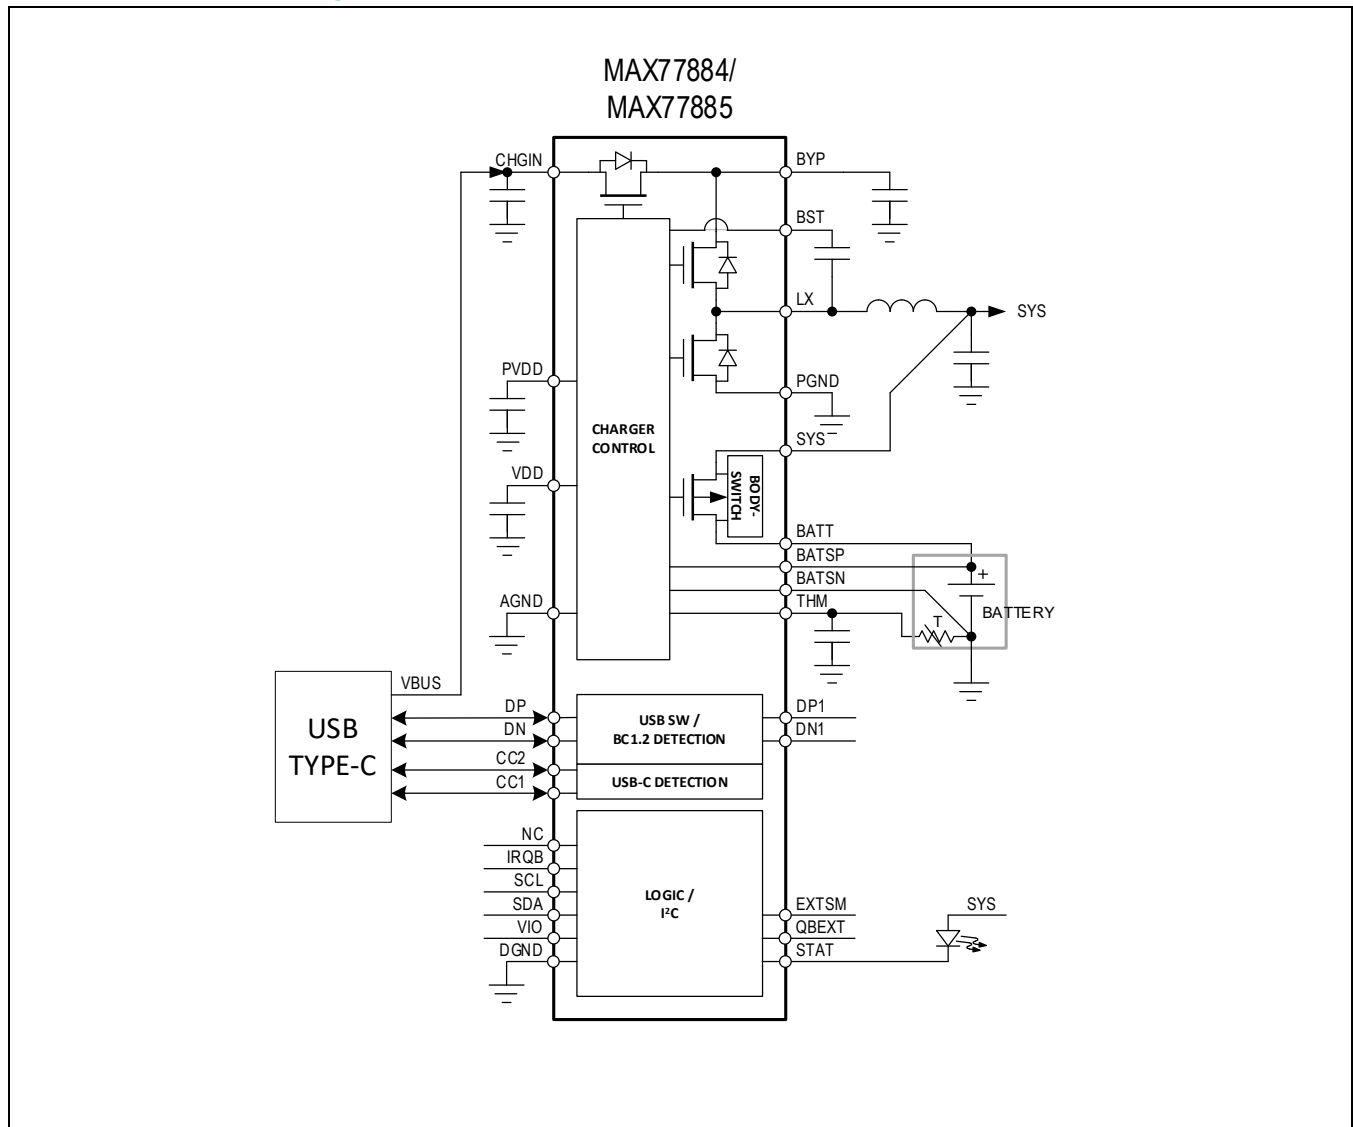 MAX77884/
MAX77885
CHGIN
BYP
BST
LX
SYS
PVDD
PGND
CHARGER
CONTROL
SYS
VDD
BODY-
SWITCH
BATT
BATSP
BATSN
AGND
THM
+
T
BATTERY
VBUS
USB
TYPE-C
DP
DN
CC2
CC1
USB SW /
BC1.2 DETECTION
USB-C DETECTION
DP1
DN1
NC
IRQB
SCL
SDA
VIO
DGND
LOGIC /
I²C
EXTSM
QBEXT
STAT
SYS